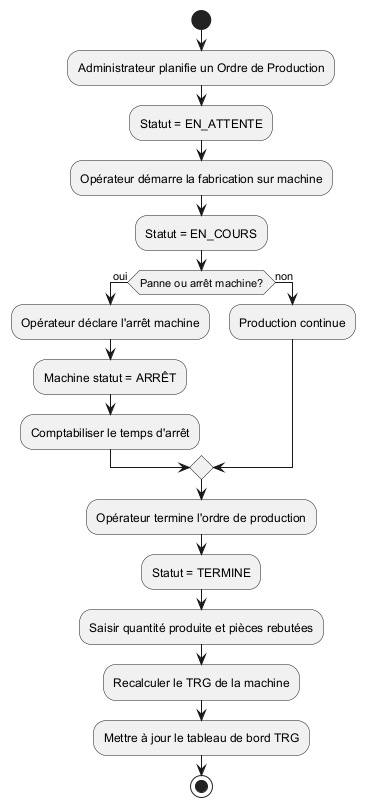 Administrateur planifie un Ordre de Production
Statut = EN_ATTENTE
Opérateur démarre la fabrication sur machine
Statut = EN_COURS
Panne ou arrêt machine?
oui
non
Opérateur déclare l'arrêt machine
Production continue
Machine statut = ARRÊT
Comptabiliser le temps d'arrêt
Opérateur termine l'ordre de production
Statut = TERMINE
Saisir quantité produite et pièces rebutées
Recalculer le TRG de la machine
Mettre à jour le tableau de bord TRG